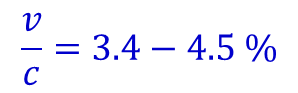 v/c = 3.4 − 4.5 %